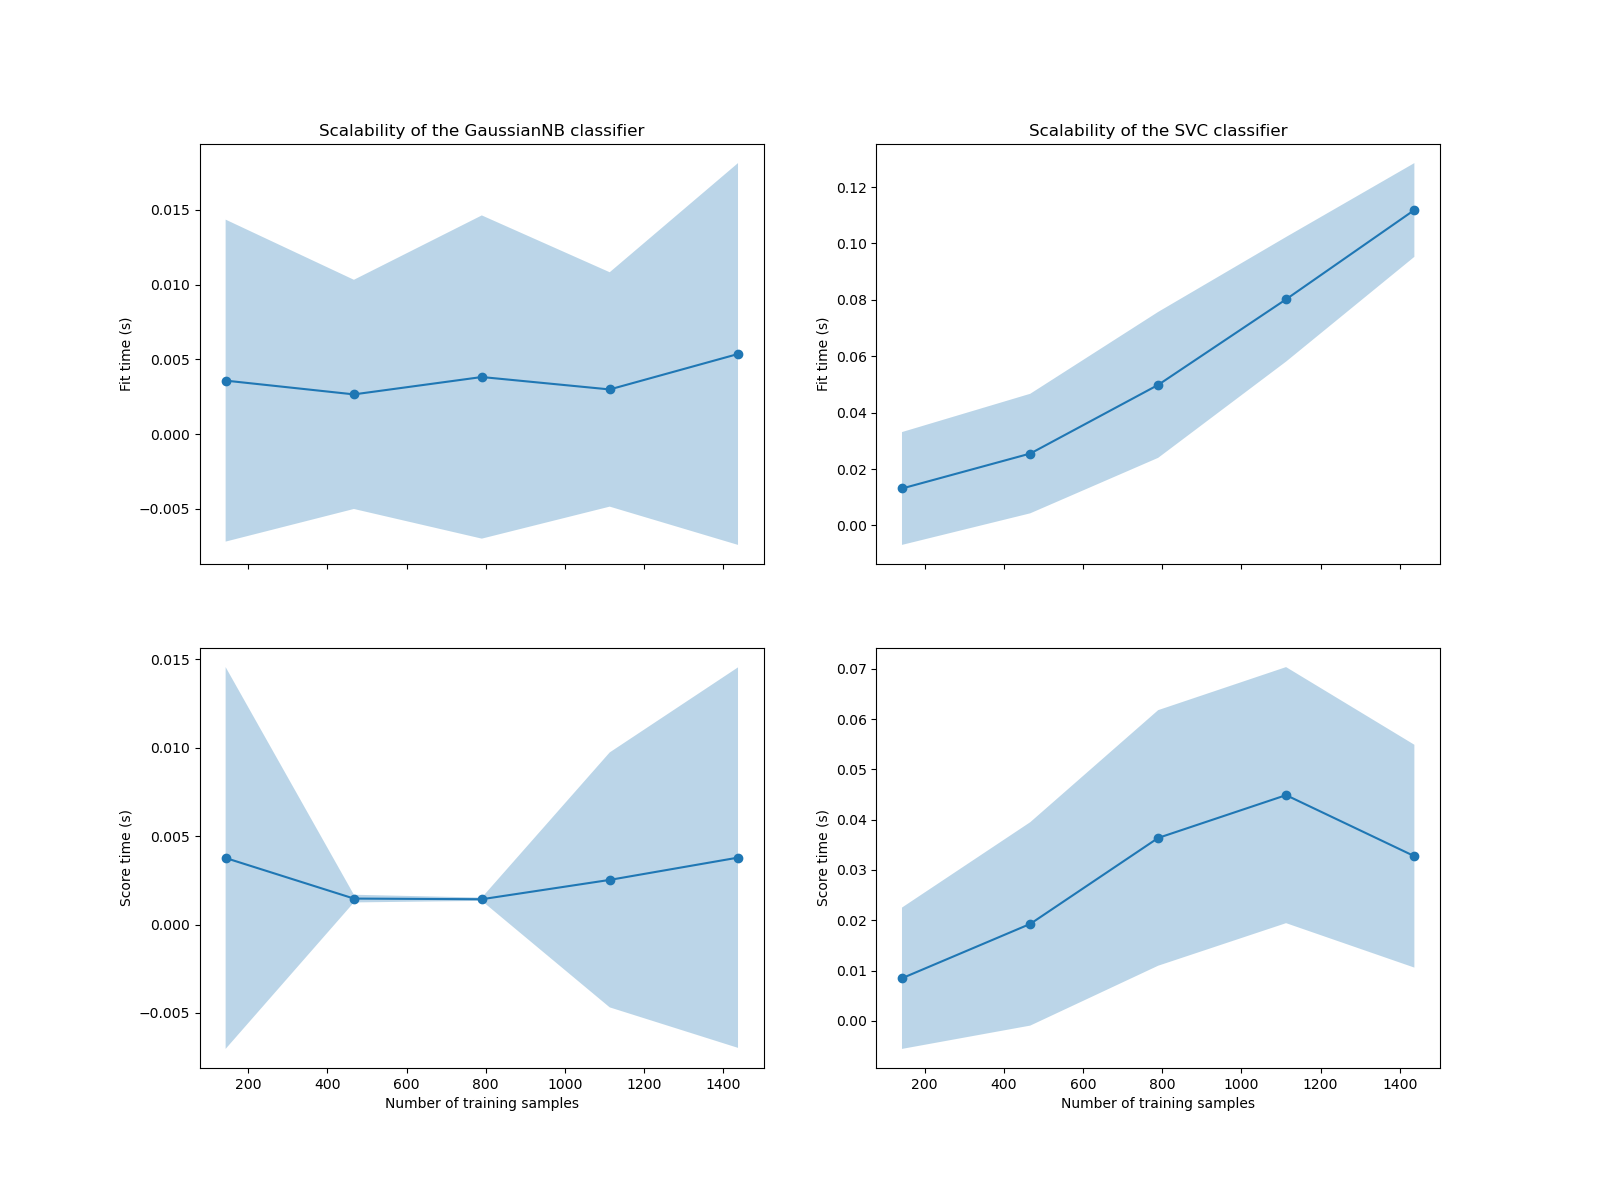 Scalability of the GaussianNB classifier
Fit time (s)
0.015
0.010
0.005
0.000
−0.005
Scalability of the SVC classifier
Fit time (s)
0.12
0.10
0.08
0.06
0.04
0.02
0.00
Score time (s)
0.015
0.010
0.005
0.000
−0.005
200 400 600 800 1000 1200 1400
Number of training samples
Score time (s)
0.07
0.06
0.05
0.04
0.03
0.02
0.01
0.00
200 400 600 800 1000 1200 1400
Number of training samples